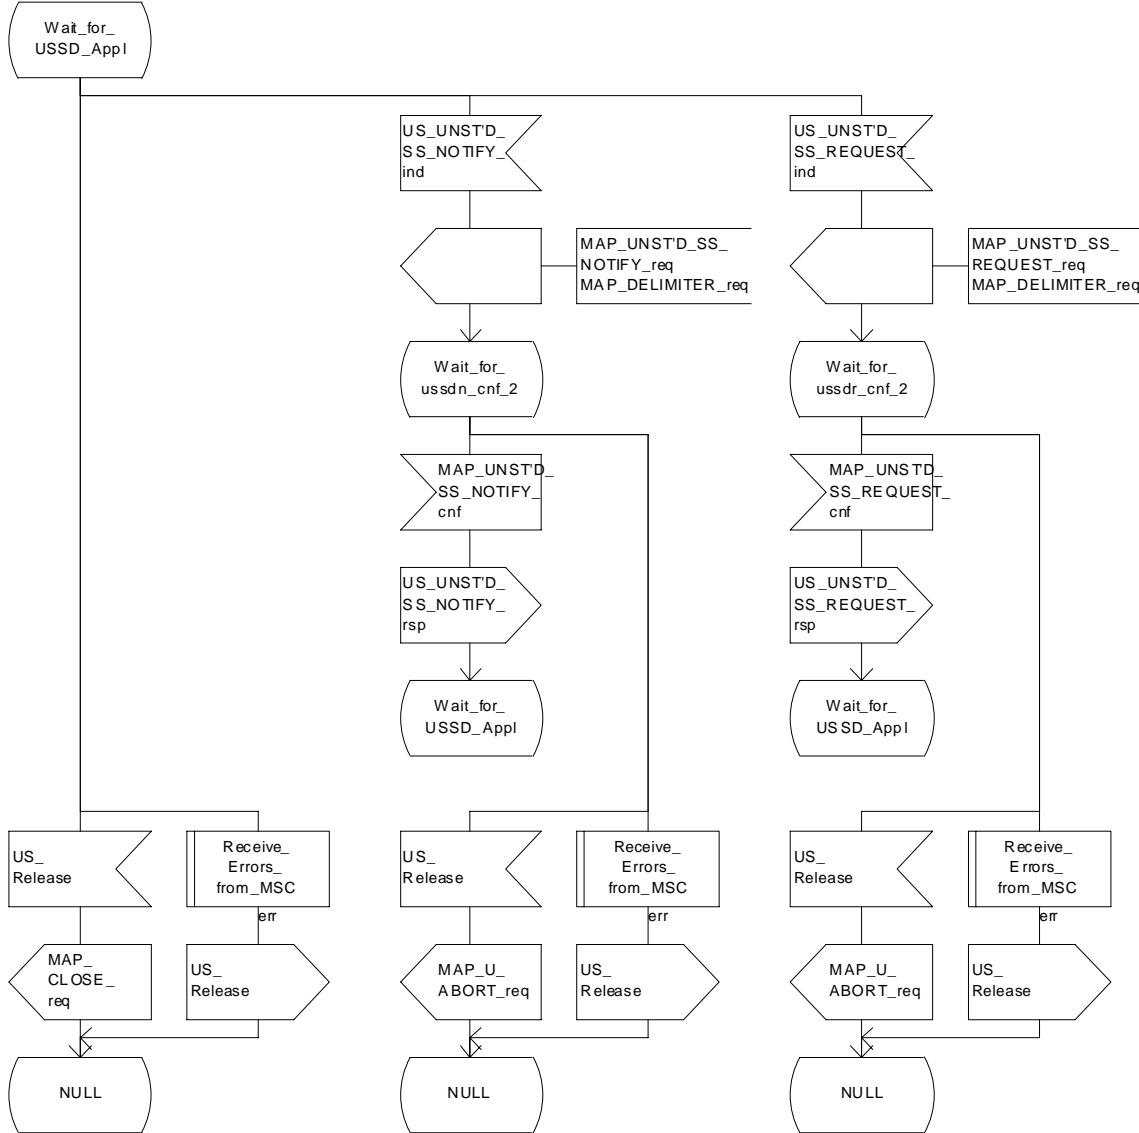 Wait_for_
USSD_Appl
US_UNST'D_
SS_NOTIFY_
ind
US_UNST'D_
SS_REQUEST_
ind
MAP_UNST'D_SS_
NOTIFY_req
MAP_DELIMITER_req
MAP_UNST'D_SS_
REQUEST_req
MAP_DELIMITER_req
Wait_for_
ussdn_cnf_2
Wait_for_
ussdr_cnf_2
MAP_UNST'D_
SS_NOTIFY_
cnf
MAP_UNST'D_
SS_REQUEST_
cnf
US_UNST'D_
SS_NOTIFY_
rsp
US_UNST'D_
SS_REQUEST_
rsp
Wait_for_
USSD_Appl
Wait_for_
USSD_Appl
US_
Release
Receive_
Errors_
from_MSC
err
US_
Release
Receive_
Errors_
from_MSC
err
US_
Release
Receive_
Errors_
from_MSC
err
MAP_
CLOSE_
req
US_
Release
MAP_U_
ABORT_req
US_
Release
MAP_U_
ABORT_req
US_
Release
NULL
NULL
NULL